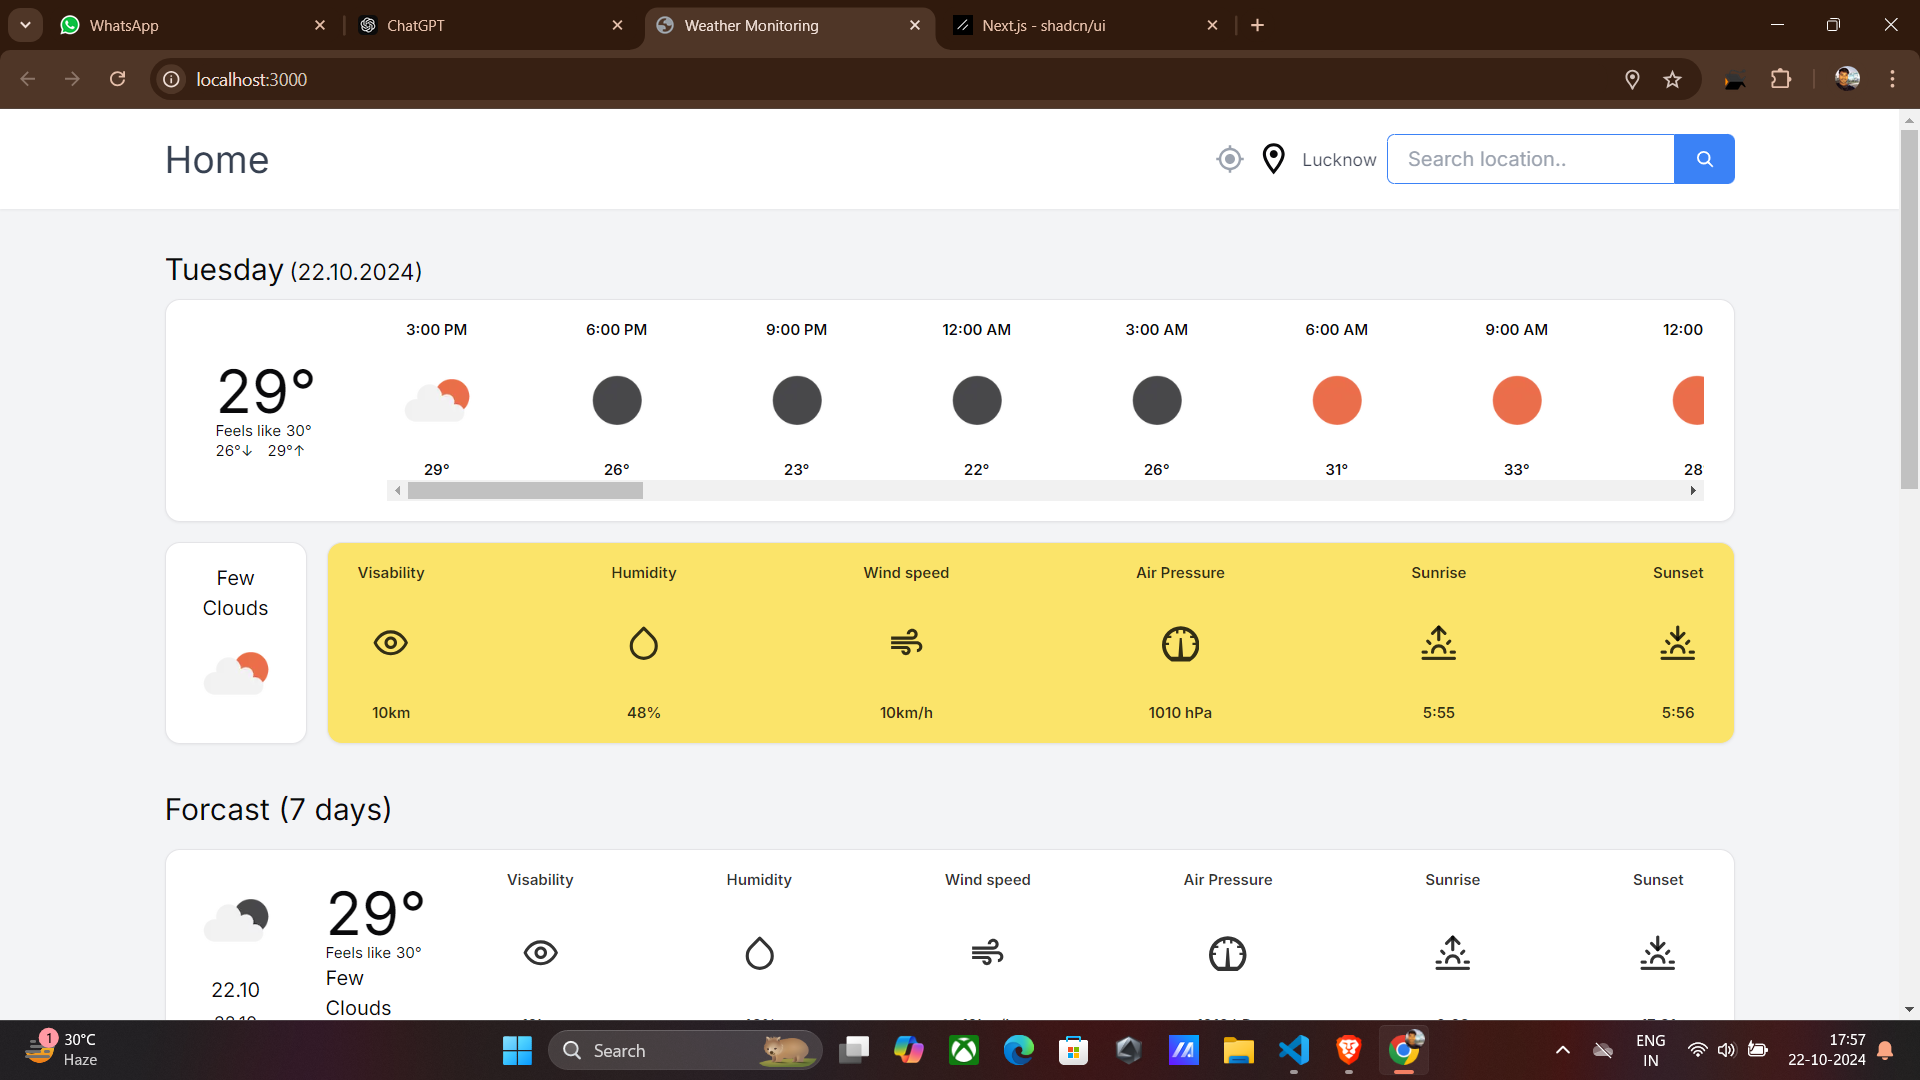 WhatsApp
ChatGPT
Weather Monitoring
Next.js - shadcn/ui
localhost:3000
Home
Lucknow
Search location..
Tuesday (22.10.2024)
3:00 PM 6:00 PM 9:00 PM 12:00 AM 3:00 AM 6:00 AM 9:00 AM 12:00
29°
Feels like 30°
26°↓ 29°↑
29° 26° 23° 22° 26° 31° 33° 28
Few
Clouds
Visability Humidity Wind speed Air Pressure Sunrise Sunset
10km 48% 10km/h 1010 hPa 5:55 5:56
Forcast (7 days)
Visability Humidity Wind speed Air Pressure Sunrise Sunset
29°
Feels like 30°
Few
Clouds
22.10
1
30°C
Haze
Search
ENG
IN
17:57
22-10-2024